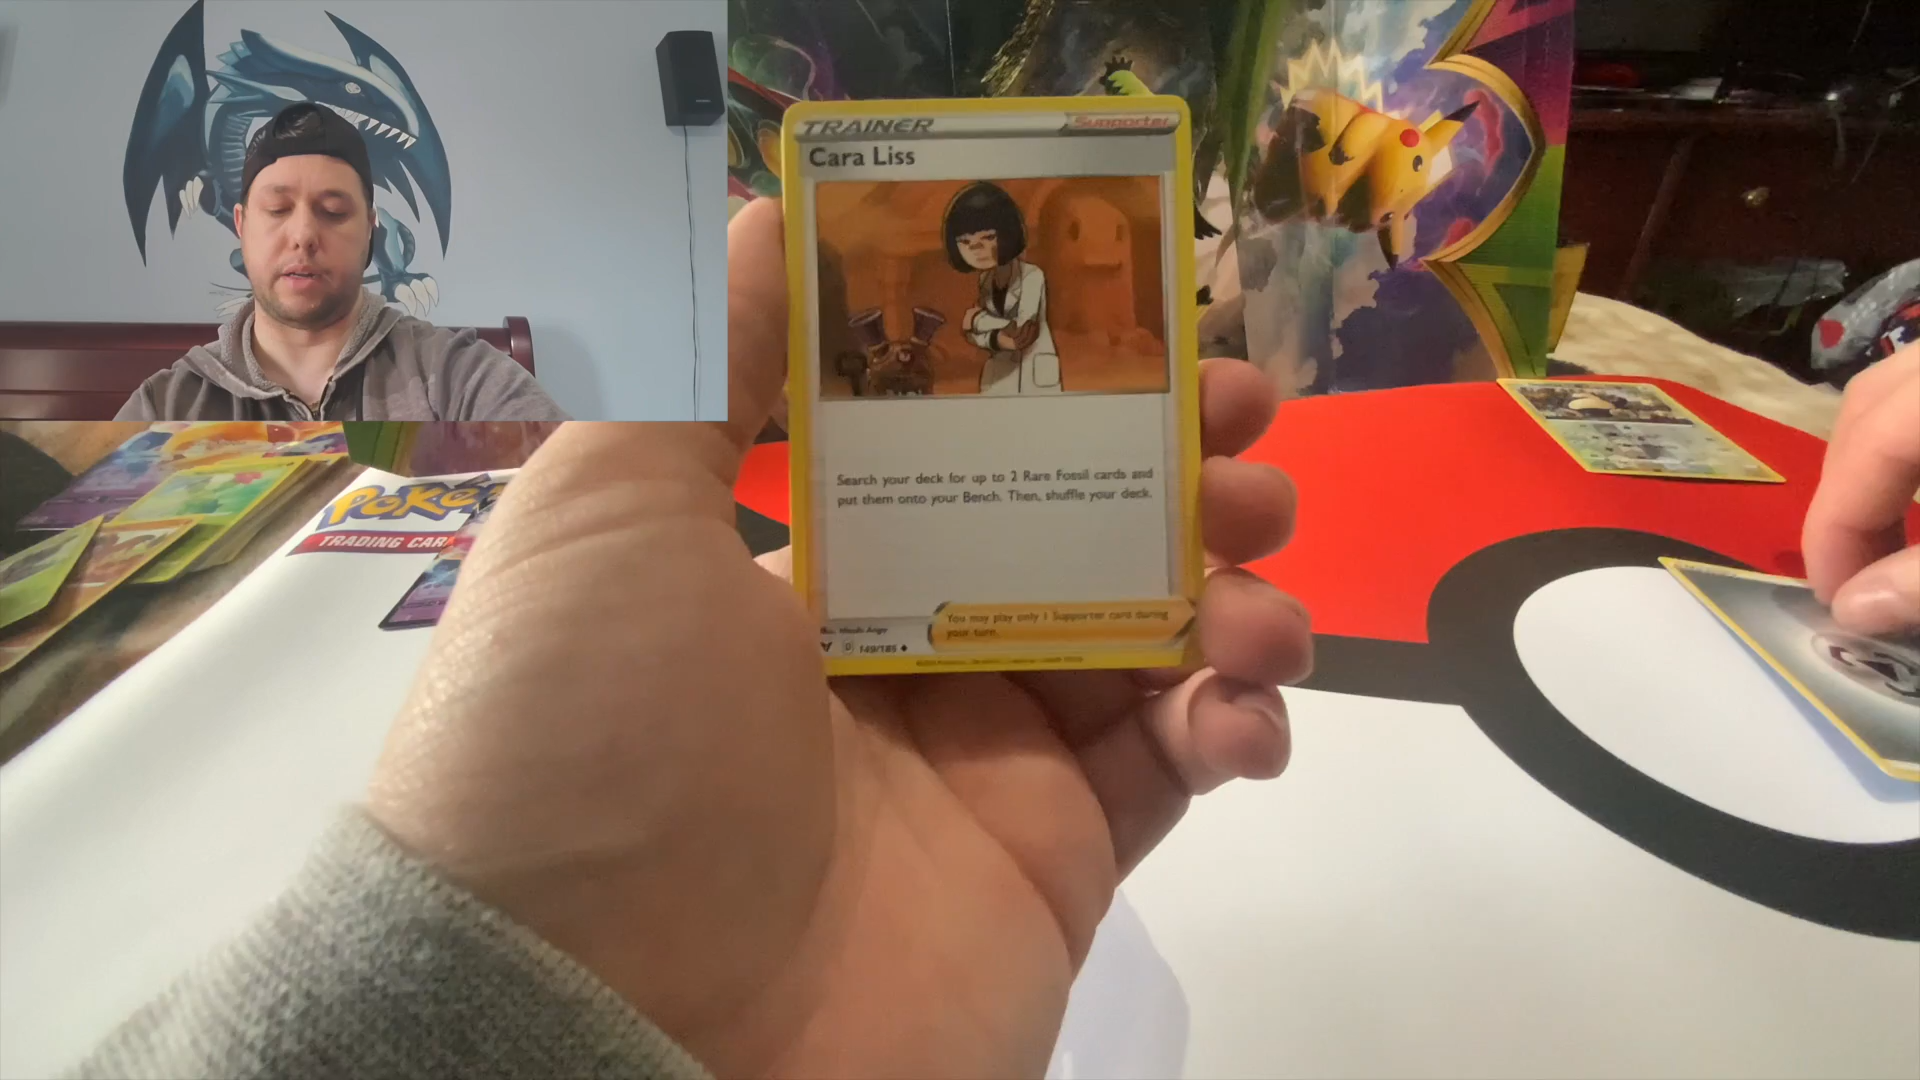 TRAINER
Supporter
Cara Liss
Search your deck for up to 2 Rare Fossil cards and
put them onto your Bench. Then, shuffle your deck.
You may play only 1 Supporter card during
your turn.
149/185
TRADING CAR